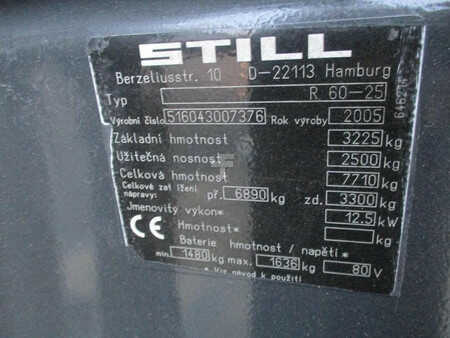 STILL
Berzeliusstr. 10 D-22113 Hamburg
Typ R 60-25
Výrobní číslo 516043007376 Rok výroby 2005
Základní hmotnost 3225 kg
Užitečná nosnost 2500 kg
Celková hmotnost 7710 kg
Celkové zatížení nápravy: př. 6890 kg zd. 3300 kg
Jmenovitý výkon* 12.5 kW
CE Hmotnost* kg
Baterie hmotnost / napětí*
min. 1480 kg max. 1636 kg 80 V
* Viz návod k použití